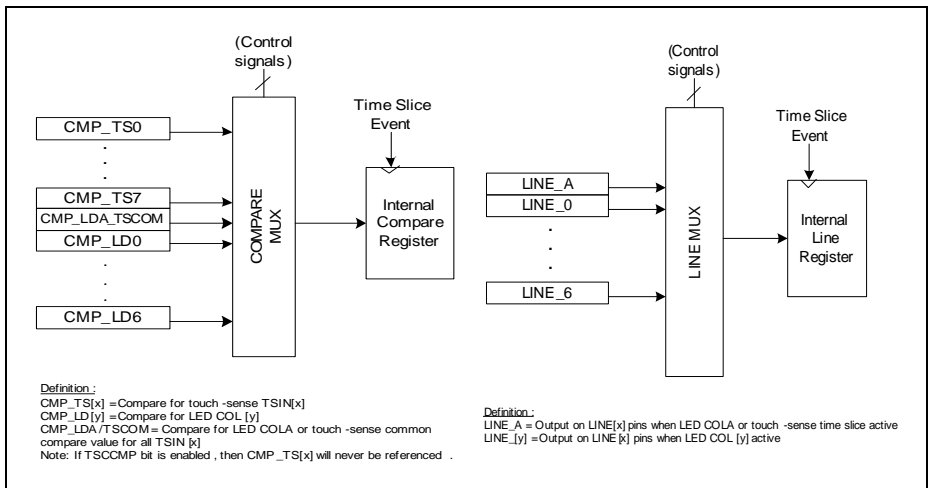 (Control
signals)
CMP_TS0
CMP_TS7
CMP_LDA_TSCOM
CMP_LD0
CMP_LD6
COMPARE
MUX
Time Slice
Event
Internal
Compare
Register
Definition :
CMP_TS[x] =Compare for touch -sense TSIN[x]
CMP_LD[y] =Compare for LED COL [y]
CMP_LDA /TSCOM = Compare for LED COLA or touch -sense common
compare value for all TSIN [x]
Note: If TSCCMP bit is enabled , then CMP_TS[x] will never be referenced .
(Control
signals)
LINE_A
LINE_0
LINE_6
LINE MUX
Time Slice
Event
Internal
Line
Register
Definition :
LINE_A = Output on LINE[x] pins when LED COLA or touch -sense time slice active
LINE_[y] =Output on LINE[x] pins when LED COL [y] active